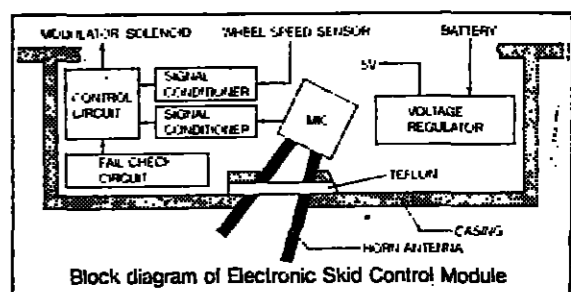 MODULATOR SOLENOID
WHEEL SPEED SENSOR
BATTERY
5V
SIGNAL CONDITIONER
CONTROL CIRCUIT
SIGNAL CONDITIONER
MIC
VOLTAGE REGULATOR
FAIL CHECK CIRCUIT
TEFLON
CASING
HORN ANTENNA
Block diagram of Electronic Skid Control Module